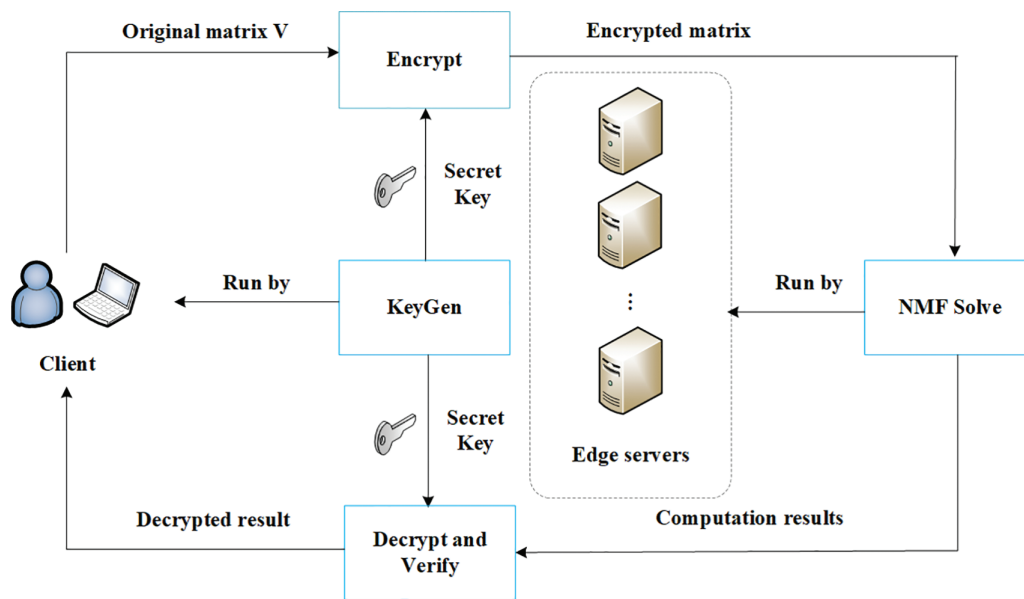 Original matrix V
Encrypt
Encrypted matrix
Secret
Key
Run by
KeyGen
Run by
NMF Solve
Client
Secret
Key
Edge servers
Decrypted result
Decrypt and
Verify
Computation results